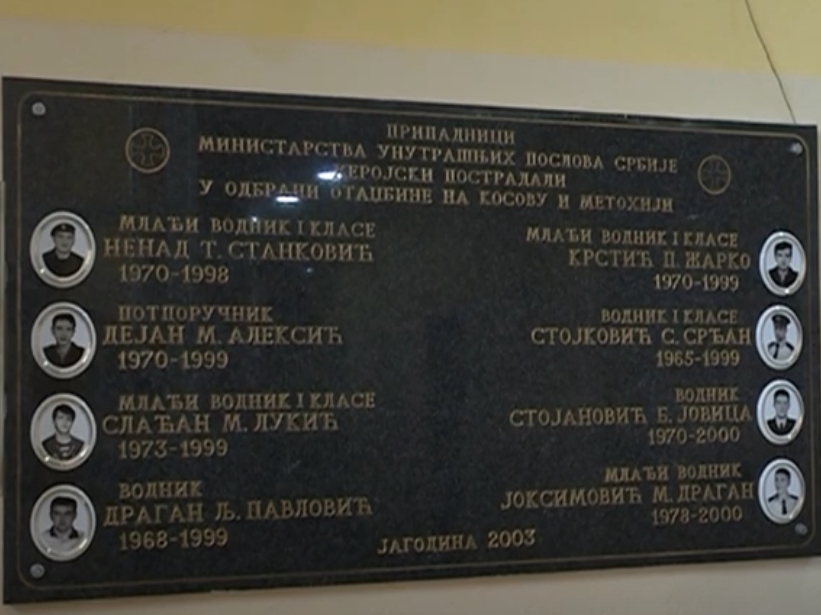 ПРИПАДНИЦИ
МИНИСТАРСТВА УНУТРАШЊИХ ПОСЛОВА СРБИЈЕ
ХЕРОЈСКИ ПОСТРАДАЛИ
У ОДБРАНИ ОТАЏБИНЕ НА КОСОВУ И МЕТОХИЈИ
МЛАЂИ ВОДНИК I КЛАСЕ
НЕНАД Т. СТАНКОВИЋ
1970-1998
ПОТПОРУЧНИК
ДЕЈАН М. АЛЕКСИЋ
1970-1999
МЛАЂИ ВОДНИК I КЛАСЕ
СЛАЂАН М. ЛУКИЋ
1973-1999
ВОДНИК
ДРАГАН Љ. ПАВЛОВИЋ
1968-1999
МЛАЂИ ВОДНИК I КЛАСЕ
КРСТИЋ П. ЖАРКО
1970-1999
ВОДНИК I КЛАСЕ
СТОЈКОВИЋ С. СРЂАН
1965-1999
ВОДНИК
СТОЈАНОВИЋ Б. ЈОВИЦА
1970-2000
МЛАЂИ ВОДНИК
ЈОКСИМОВИЋ М. ДРАГАН
1978-2000
ЈАГОДИНА 2003